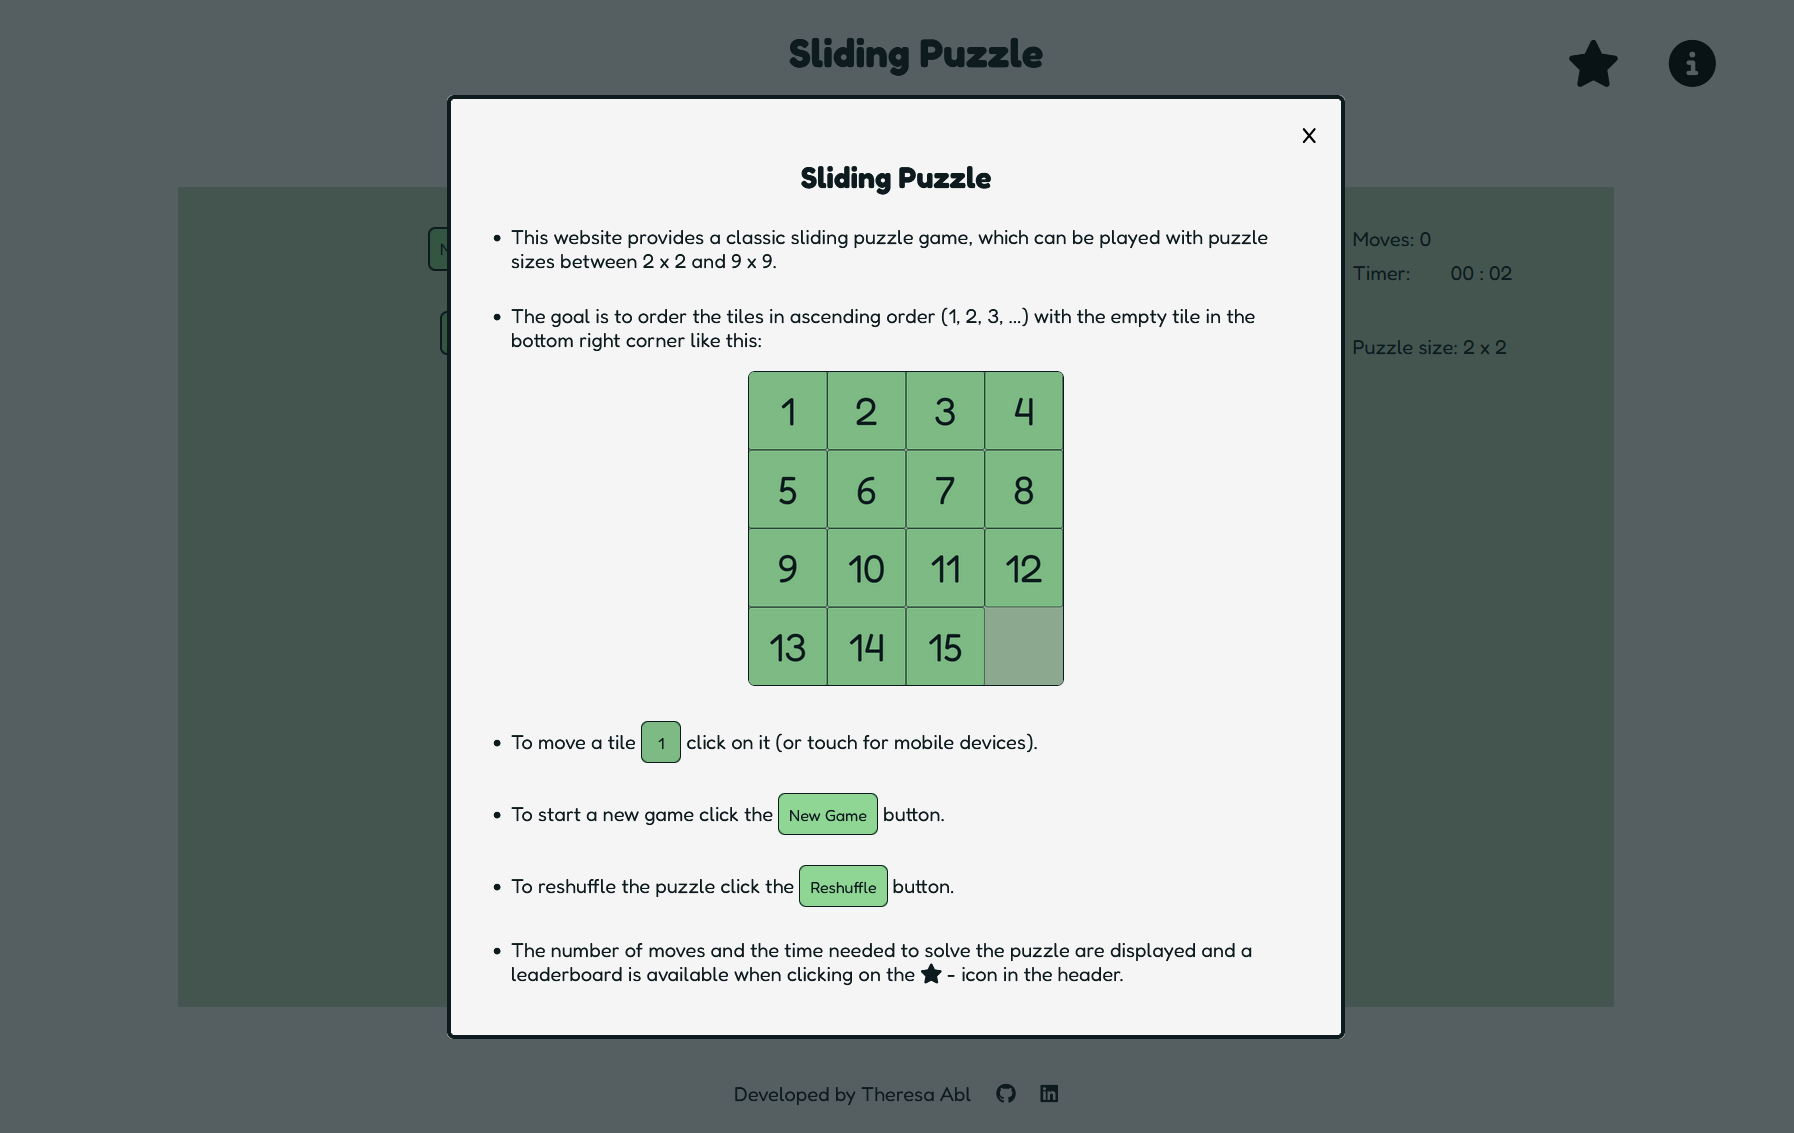 Sliding Puzzle
X
Sliding Puzzle
• This website provides a classic sliding puzzle game, which can be played with puzzle
sizes between 2 x 2 and 9 x 9.
• The goal is to order the tiles in ascending order (1, 2, 3, ...) with the empty tile in the
bottom right corner like this:
1 2 3 4
5 6 7 8
9 10 11 12
13 14 15
• To move a tile 1 click on it (or touch for mobile devices).
• To start a new game click the New Game button.
• To reshuffle the puzzle click the Reshuffle button.
• The number of moves and the time needed to solve the puzzle are displayed and a
leaderboard is available when clicking on the ★ - icon in the header.
Moves: 0
Timer: 00 : 02
Puzzle size: 2 x 2
Developed by Theresa Abl